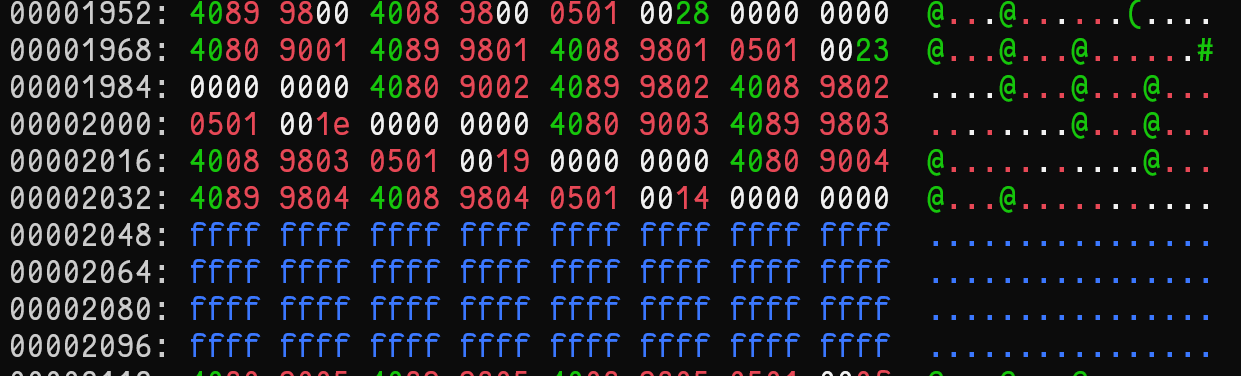 00001952: 4089 9800 4008 9800 0501 0028 0000 0000 @...@......(....
00001968: 4080 9001 4089 9801 4008 9801 0501 0023 @...@...@......#
00001984: 0000 0000 4080 9002 4089 9802 4008 9802 ....@...@...@...
00002000: 0501 001e 0000 0000 4080 9003 4089 9803 ........@...@...
00002016: 4008 9803 0501 0019 0000 0000 4080 9004 @...........@...
00002032: 4089 9804 4008 9804 0501 0014 0000 0000 @...@...........
00002048: ffff ffff ffff ffff ffff ffff ffff ffff ................
00002064: ffff ffff ffff ffff ffff ffff ffff ffff ................
00002080: ffff ffff ffff ffff ffff ffff ffff ffff ................
00002096: ffff ffff ffff ffff ffff ffff ffff ffff ................